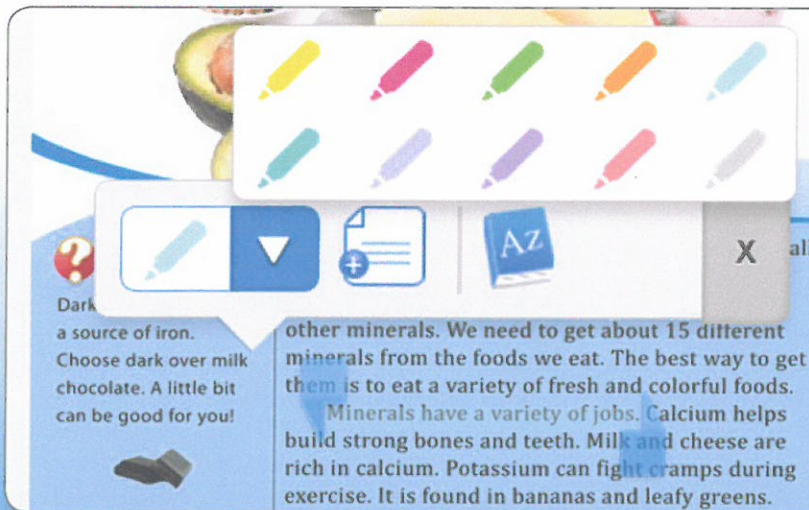 Az
X
all
Dark
a source of iron.
Choose dark over milk
chocolate. A little bit
can be good for you!
other minerals. We need to get about 15 different
minerals from the foods we eat. The best way to get
them is to eat a variety of fresh and colorful foods.
Minerals have a variety of jobs. Calcium helps
build strong bones and teeth. Milk and cheese are
rich in calcium. Potassium can fight cramps during
exercise. It is found in bananas and leafy greens.